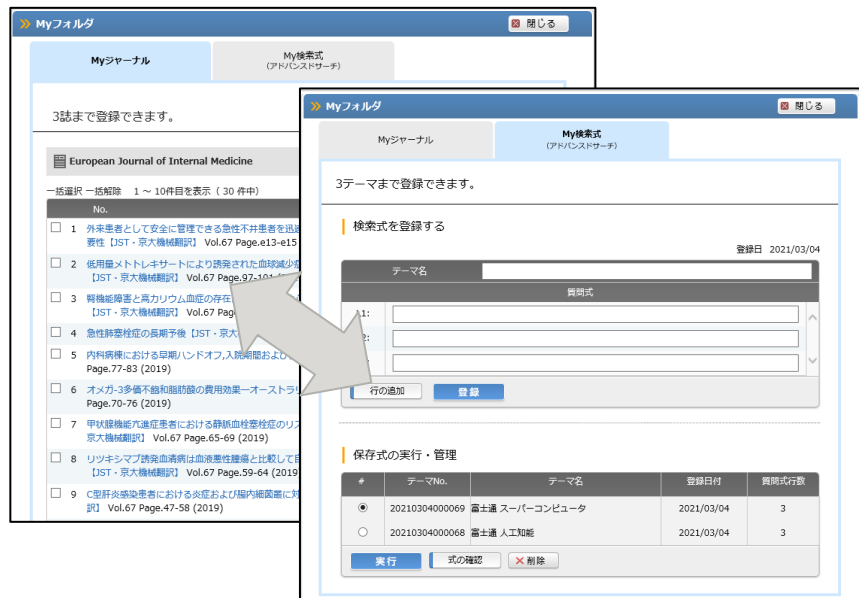 Myフォルダ
閉じる
Myジャーナル
My検索式
(アドバンスドサーチ)
3誌まで登録できます。
European Journal of Internal Medicine
一括選択 一括解除 1 ～ 10件目を表示 ( 30 件中)
No.
1 外来患者として安全に管理できる急性不井患者を迅速
要性【JST・京大機械翻訳】 Vol.67 Page.e13-e15
2 低用量メトトレキサートにより誘発された血球減少症
【JST・京大機械翻訳】 Vol.67 Page.97-101
3 腎機能障害と高カリウム血症の存在
【JST・京大機械翻訳】 Vol.67
4 急性肺塞栓症の長期予後【JST・京大
5 内科病棟における早期ハンドオフ,入院期間および
Page.77-83 (2019)
6 オメガ-3多価不飽和脂肪酸の費用効果ーオーストラリ
Page.70-76 (2019)
7 甲状腺機能亢進症患者における静脈血栓塞栓症のリス
京大機械翻訳】 Vol.67 Page.65-69 (2019)
8 リツキシマブ誘発血清病は血液悪性腫瘍と比較して自
【JST・京大機械翻訳】 Vol.67 Page.59-64 (2019
9 C型肝炎感染患者における炎症および腸内細菌叢に対
訳】 Vol.67 Page.47-58 (2019)
Myフォルダ
閉じる
Myジャーナル
My検索式
(アドバンスドサーチ)
3テーマまで登録できます。
検索式を登録する
登録日 2021/03/04
テーマ名
質問式
行の追加
登録
保存式の実行・管理
# テーマNo. テーマ名 登録日付 質問式行数
20210304000069 富士通 スーパーコンピュータ 2021/03/04 3
20210304000068 富士通 人工知能 2021/03/04 3
実行
式の確認
削除